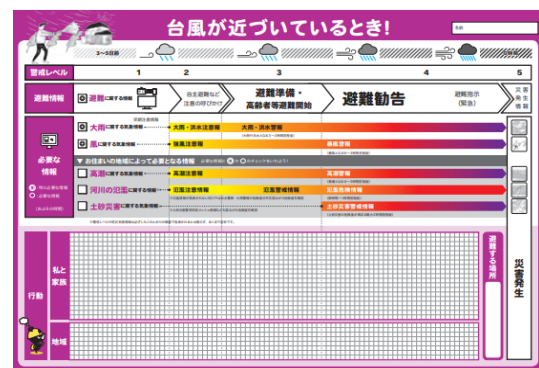 台風が近づいているとき!
名前
3〜5日前
警戒レベル
1
2
3
4
5
避難情報
避難に関する情報
自主避難など
注意の呼びかけ
避難準備・
高齢者等避難開始
避難勧告
避難指示
(緊急)
災害
発生
情報
必要な
情報
早期注意情報
大雨に関する気象情報
大雨・洪水注意報
大雨・洪水警報
風に関する気象情報
強風注意報
暴風警報
▼お住まいの地域によって必要となる情報
高潮に関する気象情報
高潮注意報
高潮警報
河川の氾濫に関する情報
氾濫注意情報
氾濫警戒情報
氾濫危険情報
土砂災害に関する気象情報
土砂災害警戒情報
行動
私と
家族
地域
避難する場所
災害発生